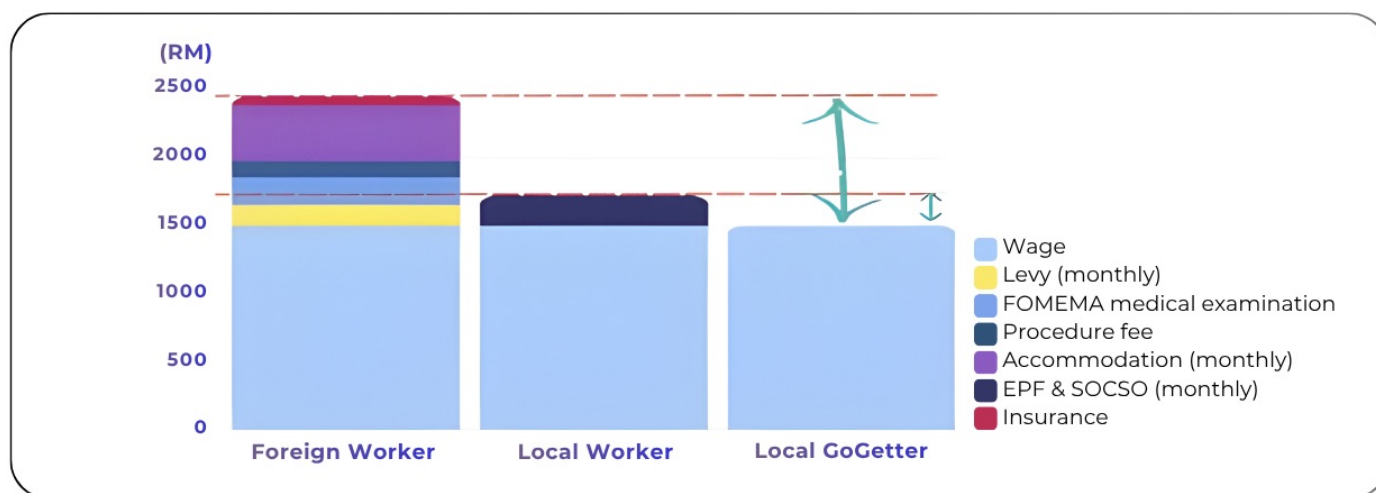 (RM)
2500
2000
1500
1000
500
0
Foreign Worker
Local Worker
Local GoGetter
Wage
Levy (monthly)
FOMEMA medical examination
Procedure fee
Accommodation (monthly)
EPF & SOCSO (monthly)
Insurance